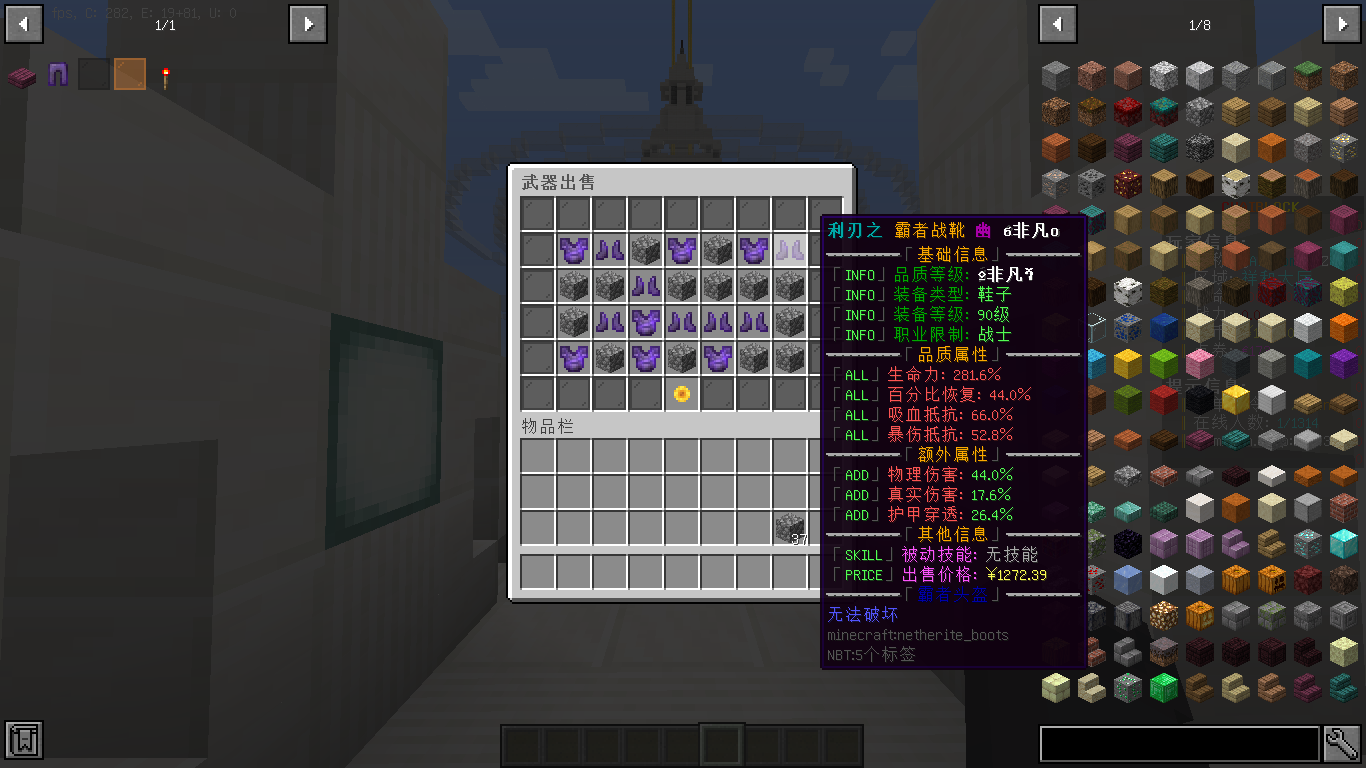 fps, C: 282, E: 19+81, U: 0
1/1
1/8
武器出售
利刃之 霸者战靴 幽 非凡
「 基础信息 」
「 INFO 」 品质等级: 非凡
「 INFO 」 装备类型: 鞋子
「 INFO 」 装备等级: 90级
「 INFO 」 职业限制: 战士
「 品质属性 」
「 ALL 」 生命力: 281.6%
「 ALL 」 百分比恢复: 44.0%
「 ALL 」 吸血抵抗: 66.0%
「 ALL 」 暴伤抵抗: 52.8%
「 额外属性 」
「 ADD 」 物理伤害: 44.0%
「 ADD 」 真实伤害: 17.6%
「 ADD 」 护甲穿透: 26.4%
「 其他信息 」
「 SKILL 」 被动技能: 无技能
「 PRICE 」 出售价格: ¥1272.39
「 霸者头盔 」
无法破坏
minecraft:netherite_boots
NBT:5个标签
物品栏
37